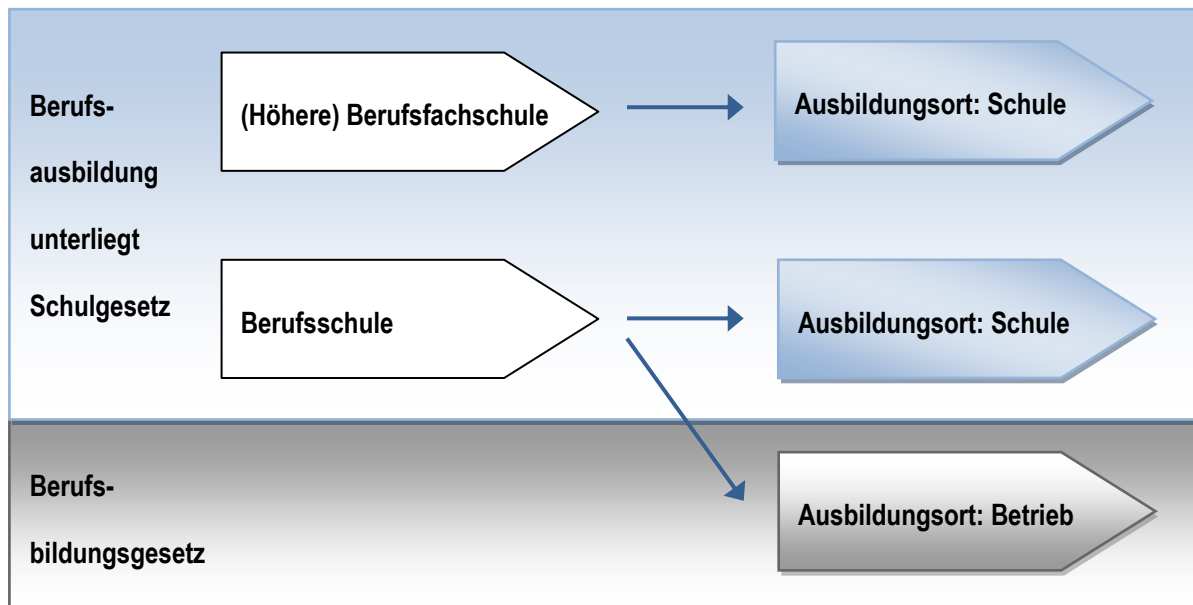 Berufs-
ausbildung
unterliegt
Schulgesetz
(Höhere) Berufsfachschule
Ausbildungsort: Schule
Berufsschule
Ausbildungsort: Schule
Berufs-
bildungsgesetz
Ausbildungsort: Betrieb